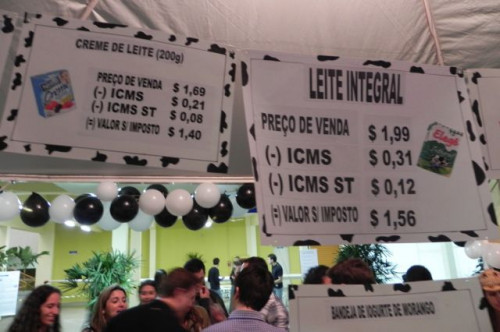 CREME DE LEITE (200g)
PREÇO DE VENDA $ 1,69
(-) ICMS $ 0,21
(-) ICMS ST $ 0,08
(=) VALOR S/ IMPOSTO $ 1,40
LEITE INTEGRAL
PREÇO DE VENDA $ 1,99
(-) ICMS $ 0,31
(-) ICMS ST $ 0,12
(=) VALOR S/ IMPOSTO $ 1,56
Elegê
BANDEJA DE IOGURTE DE MORANGO